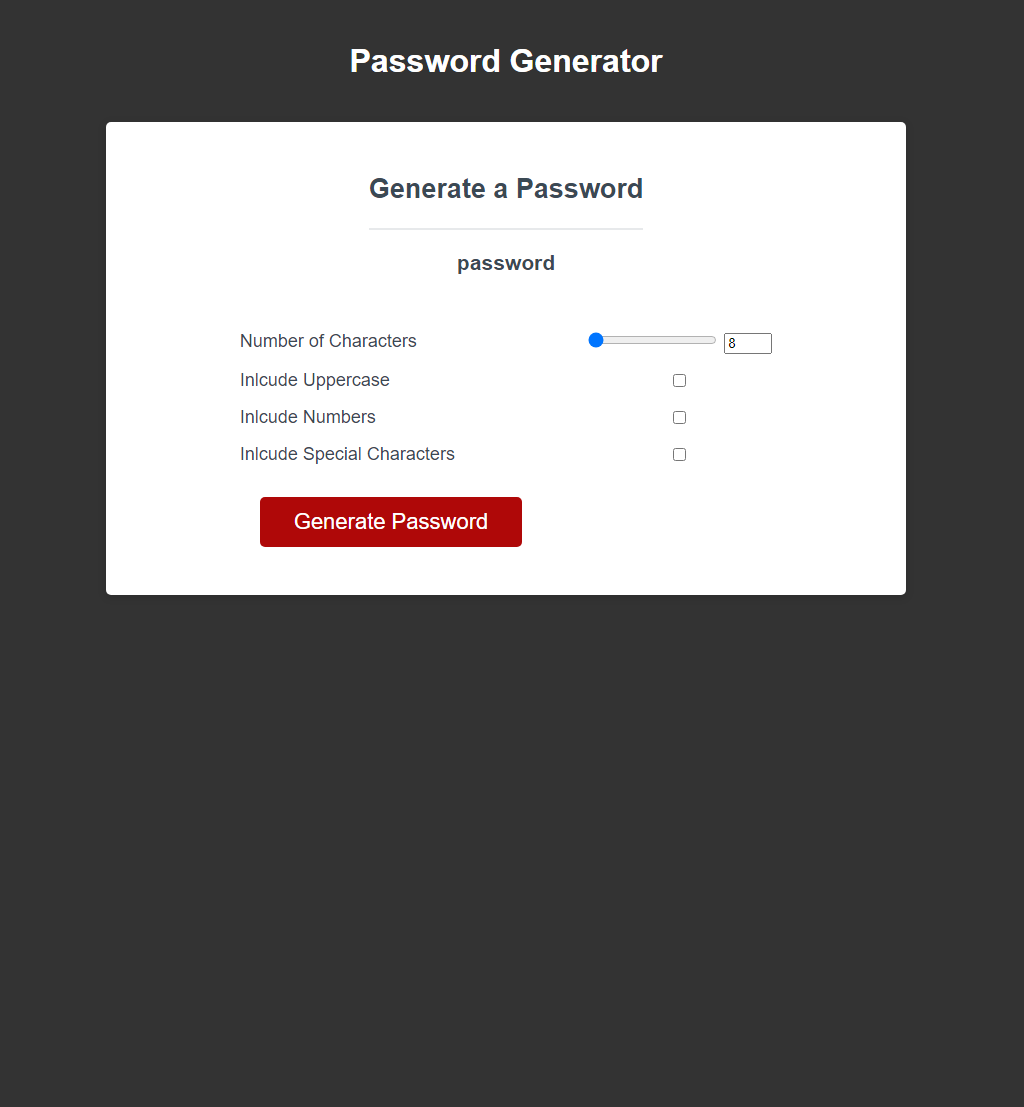 Password Generator
Generate a Password
password
Number of Characters 8
Inlcude Uppercase
Inlcude Numbers
Inlcude Special Characters
Generate Password